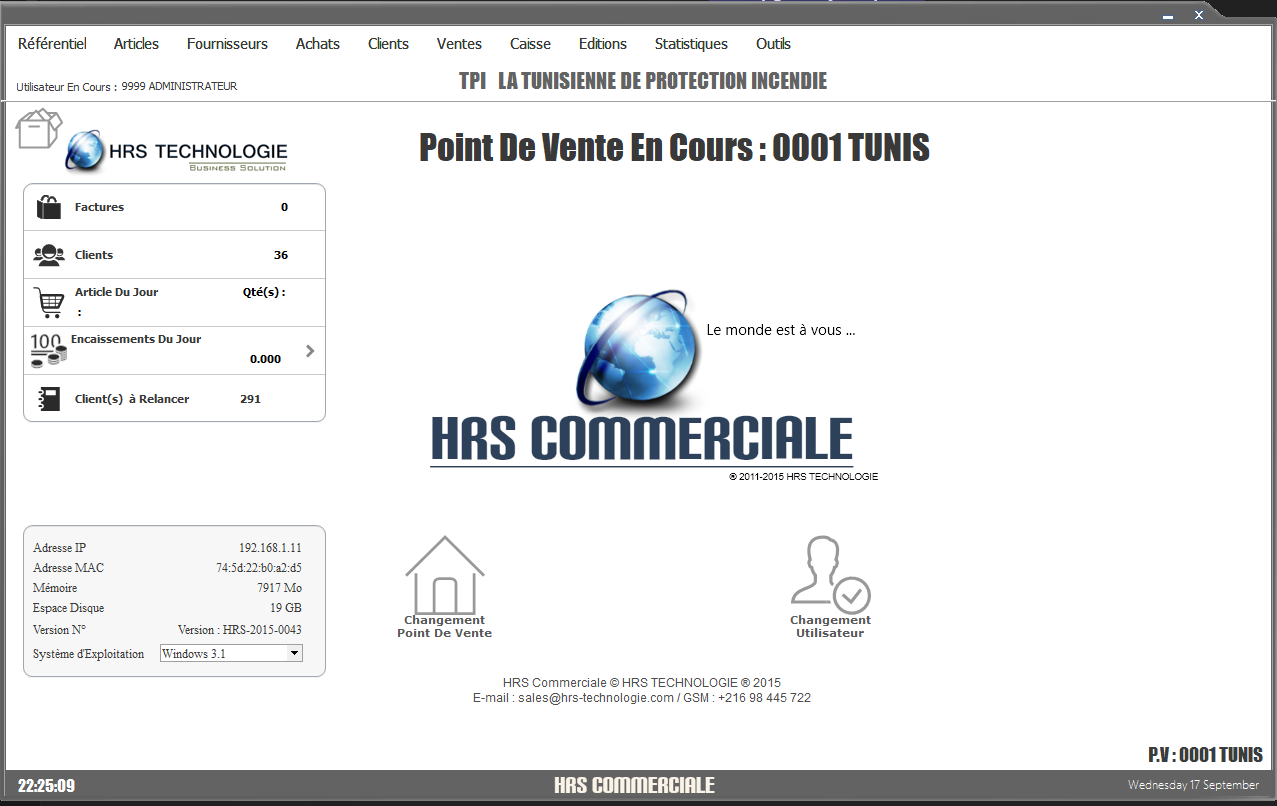 Référentiel Articles Fournisseurs Achats Clients Ventes Caisse Editions Statistiques Outils
Utilisateur En Cours : 9999 ADMINISTRATEUR
TPI LA TUNISIENNE DE PROTECTION INCENDIE
HRS TECHNOLOGIE
BUSINESS SOLUTION
Point De Vente En Cours : 0001 TUNIS
Factures 0
Clients 36
Article Du Jour Qté(s) :
:
100
Encaissements Du Jour
0.000
Client(s) à Relancer 291
Le monde est à vous ...
HRS COMMERCIALE
® 2011-2015 HRS TECHNOLOGIE
Adresse IP 192.168.1.11
Adresse MAC 74:5d:22:b0:a2:d5
Mémoire 7917 Mo
Espace Disque 19 GB
Version N° Version : HRS-2015-0043
Système d'Exploitation Windows 3.1
Changement
Point De Vente
Changement
Utilisateur
HRS Commerciale © HRS TECHNOLOGIE ® 2015
E-mail : sales@hrs-technologie.com / GSM : +216 98 445 722
P.V : 0001 TUNIS
22:25:09 HRS COMMERCIALE Wednesday 17 September